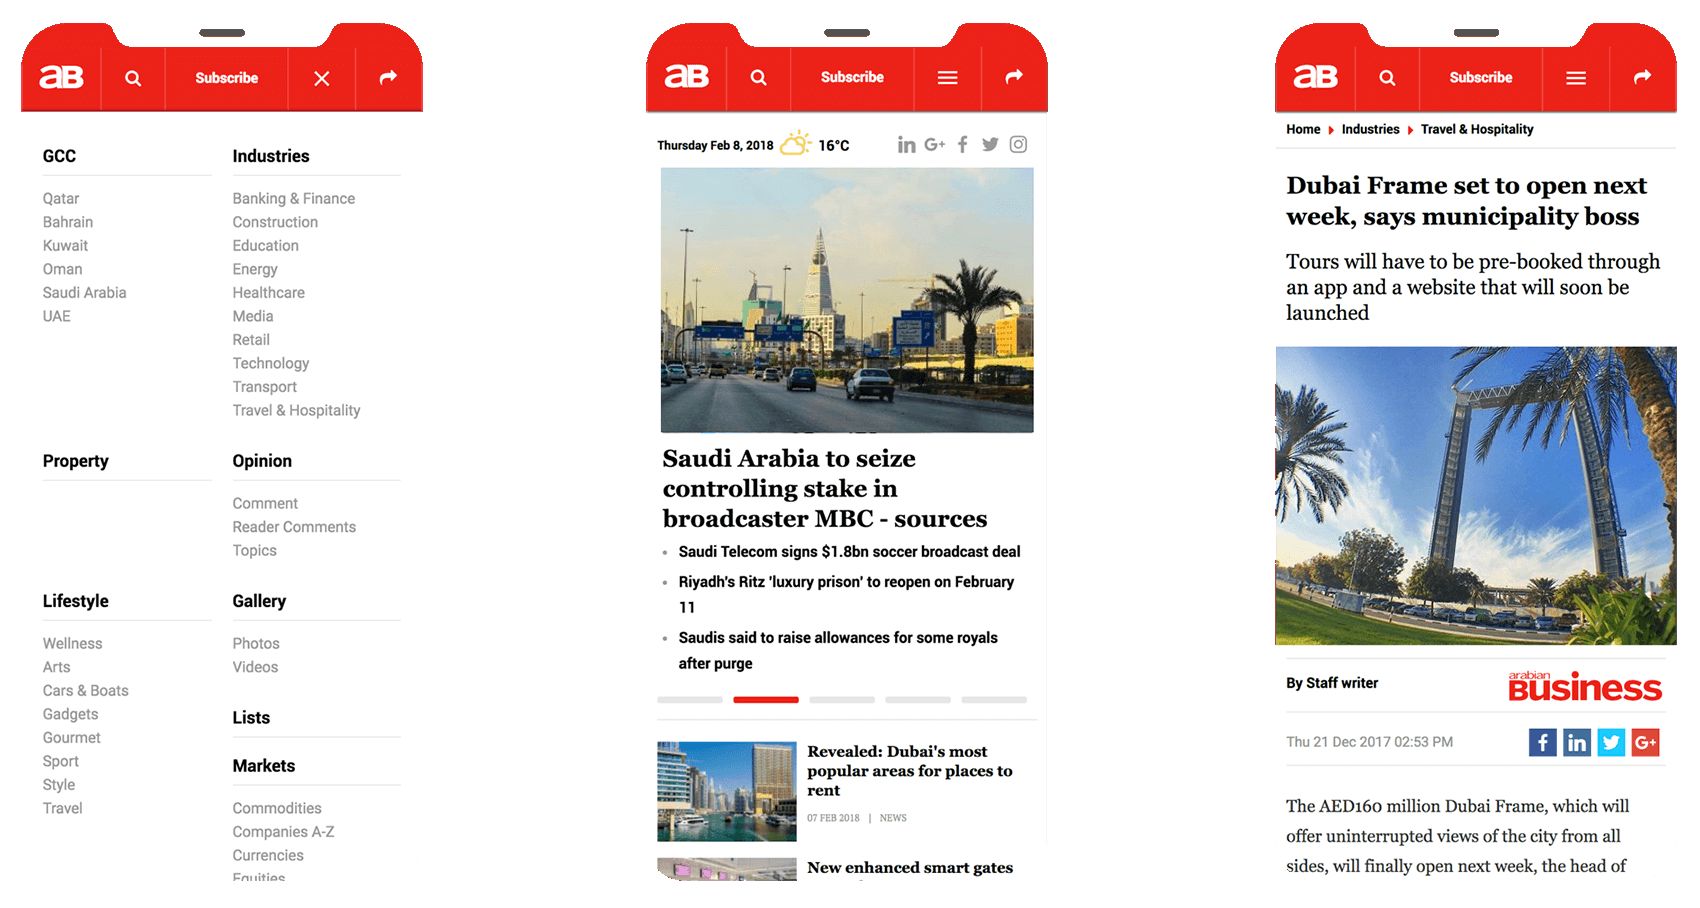 aB
Subscribe
GCC
Qatar
Bahrain
Kuwait
Oman
Saudi Arabia
UAE
Industries
Banking & Finance
Construction
Education
Energy
Healthcare
Media
Retail
Technology
Transport
Travel & Hospitality
Property
Opinion
Comment
Reader Comments
Topics
Lifestyle
Wellness
Arts
Cars & Boats
Gadgets
Gourmet
Sport
Style
Travel
Gallery
Photos
Videos
Lists
Markets
Commodities
Companies A-Z
Currencies
Equities
aB
Subscribe
Thursday Feb 8, 2018 16°C
Saudi Arabia to seize
controlling stake in
broadcaster MBC - sources
• Saudi Telecom signs $1.8bn soccer broadcast deal
• Riyadh's Ritz 'luxury prison' to reopen on February
11
• Saudis said to raise allowances for some royals
after purge
Revealed: Dubai's most
popular areas for places to
rent
07 FEB 2018 | NEWS
New enhanced smart gates
aB
Subscribe
Home Industries Travel & Hospitality
Dubai Frame set to open next
week, says municipality boss
Tours will have to be pre-booked through
an app and a website that will soon be
launched
By Staff writer
arabian
Business
Thu 21 Dec 2017 02:53 PM
The AED160 million Dubai Frame, which will
offer uninterrupted views of the city from all
sides, will finally open next week, the head of